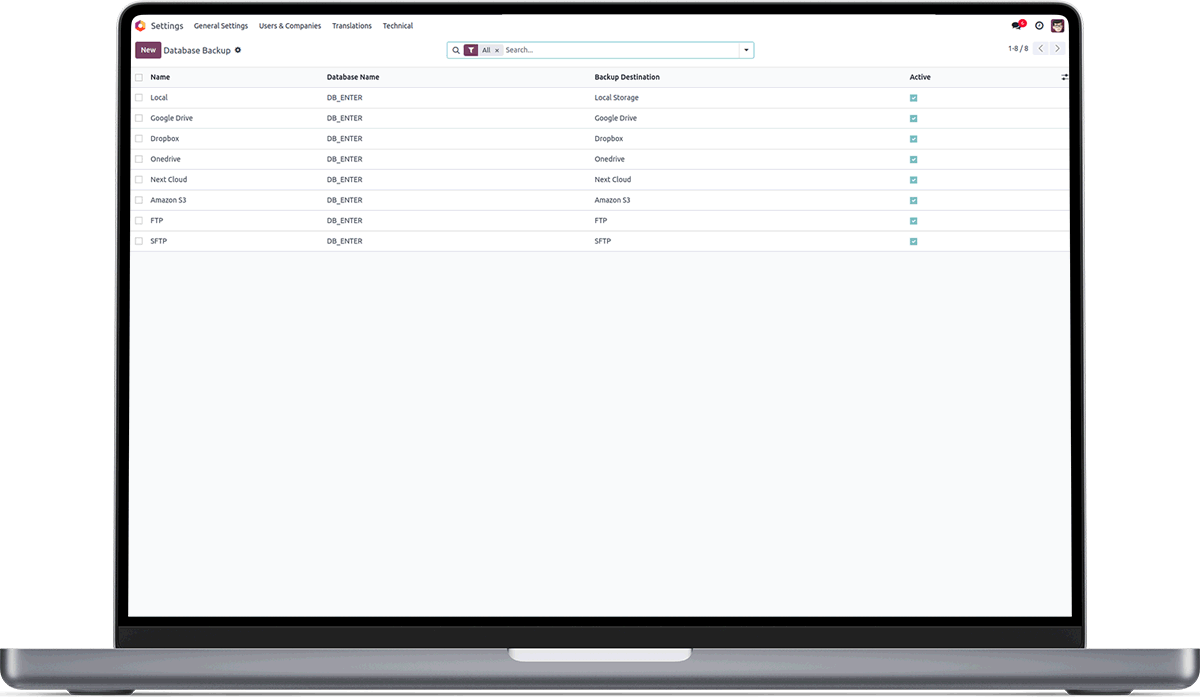 Settings General Settings Users & Companies Translations Technical
New Database Backup All Search... 1-8 / 8
Name Database Name Backup Destination Active
Local DB_ENTER Local Storage
Google Drive DB_ENTER Google Drive
Dropbox DB_ENTER Dropbox
Onedrive DB_ENTER Onedrive
Next Cloud DB_ENTER Next Cloud
Amazon S3 DB_ENTER Amazon S3
FTP DB_ENTER FTP
SFTP DB_ENTER SFTP